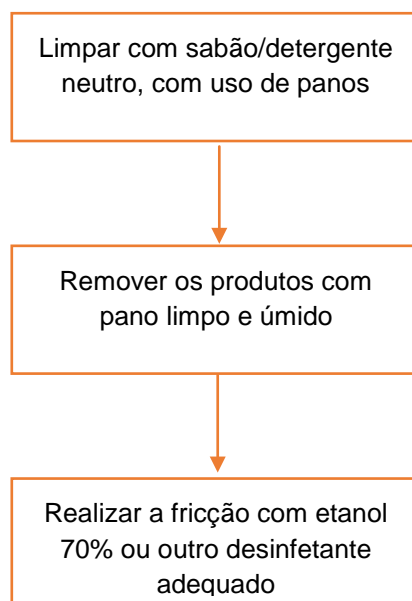 Limpar com sabão/detergente
neutro, com uso de panos
Remover os produtos com
pano limpo e úmido
Realizar a fricção com etanol
70% ou outro desinfetante
adequado